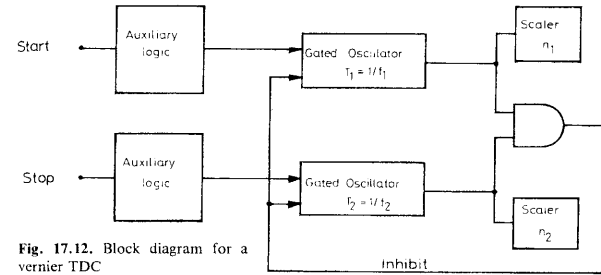 Start
Auxiliary
logic
Gated Oscillator
T1 = 1/f1
Scaler
n1
Stop
Auxiliary
logic
Gated Oscillator
T2 = 1/f2
Scaler
n2
Inhibit
Fig. 17.12. Block diagram for a
vernier TDC